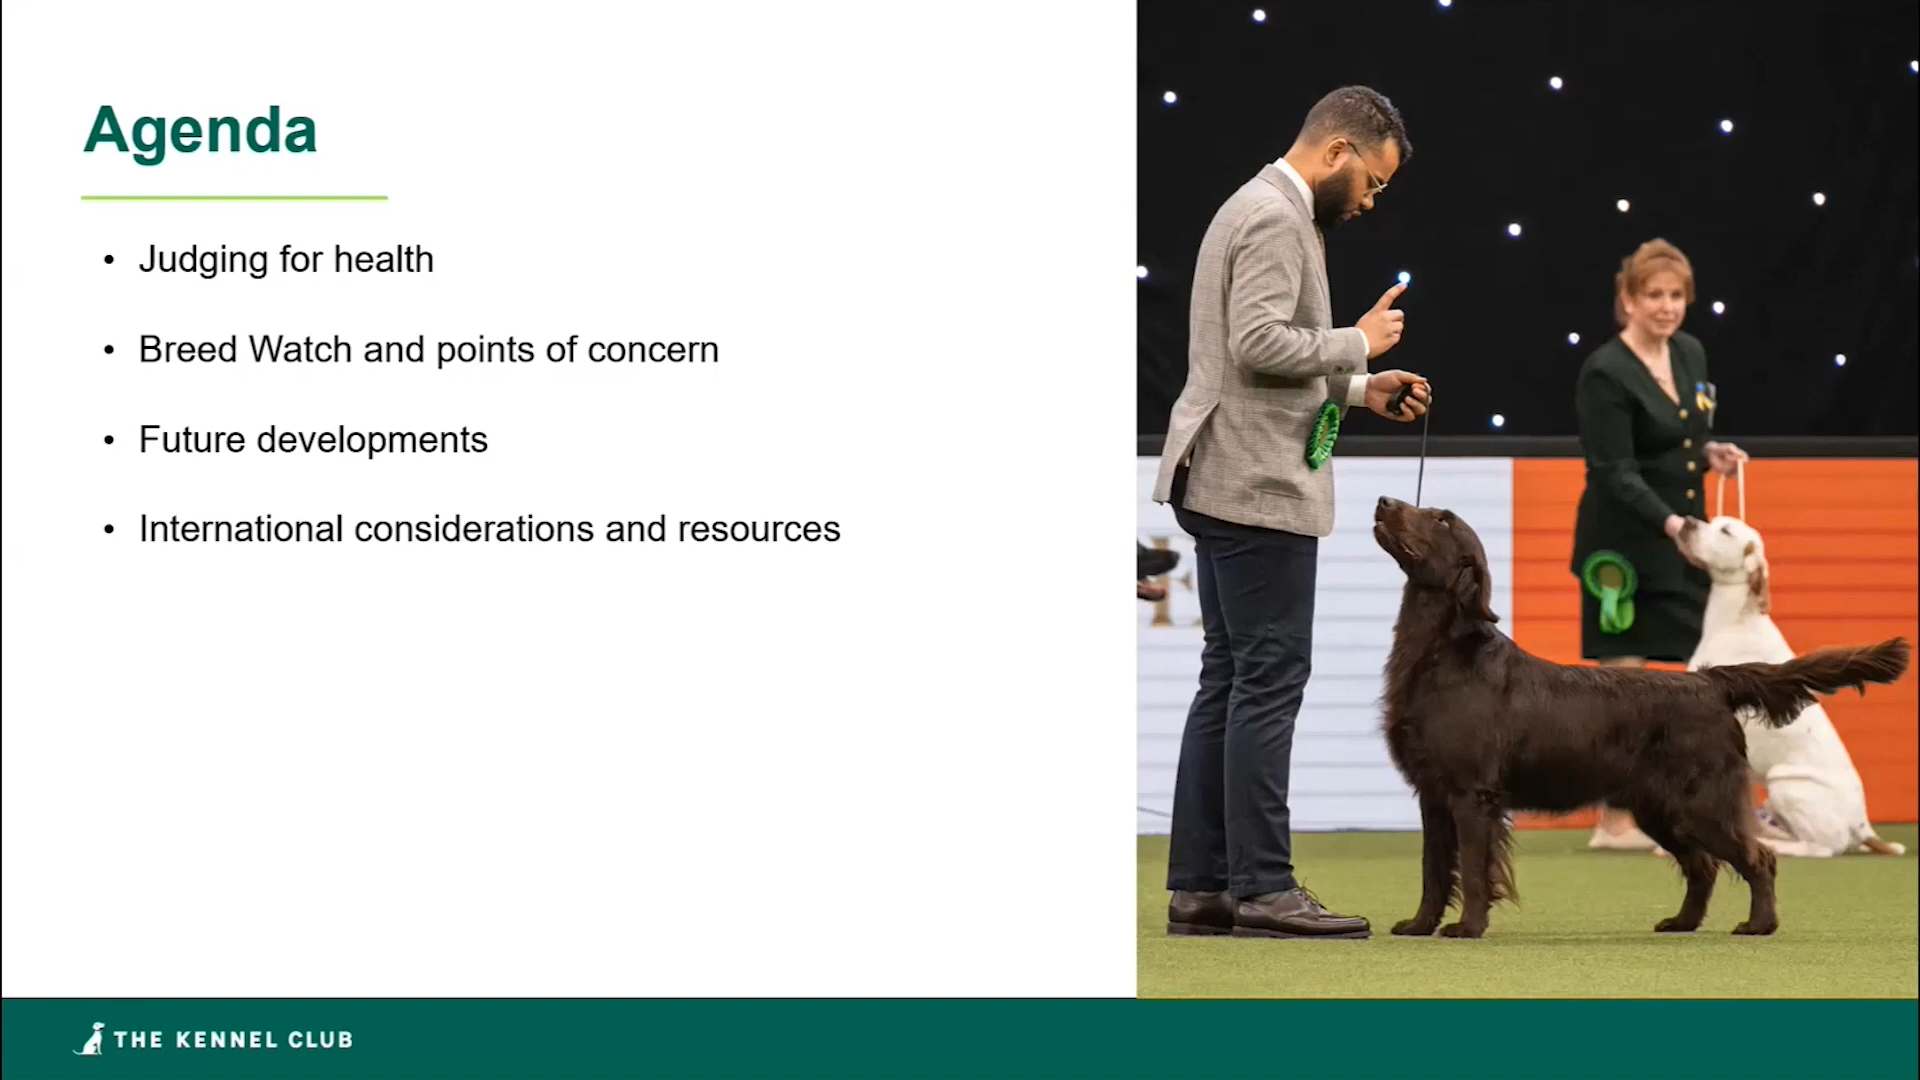 Agenda
• Judging for health
• Breed Watch and points of concern
• Future developments
• International considerations and resources
THE KENNEL CLUB